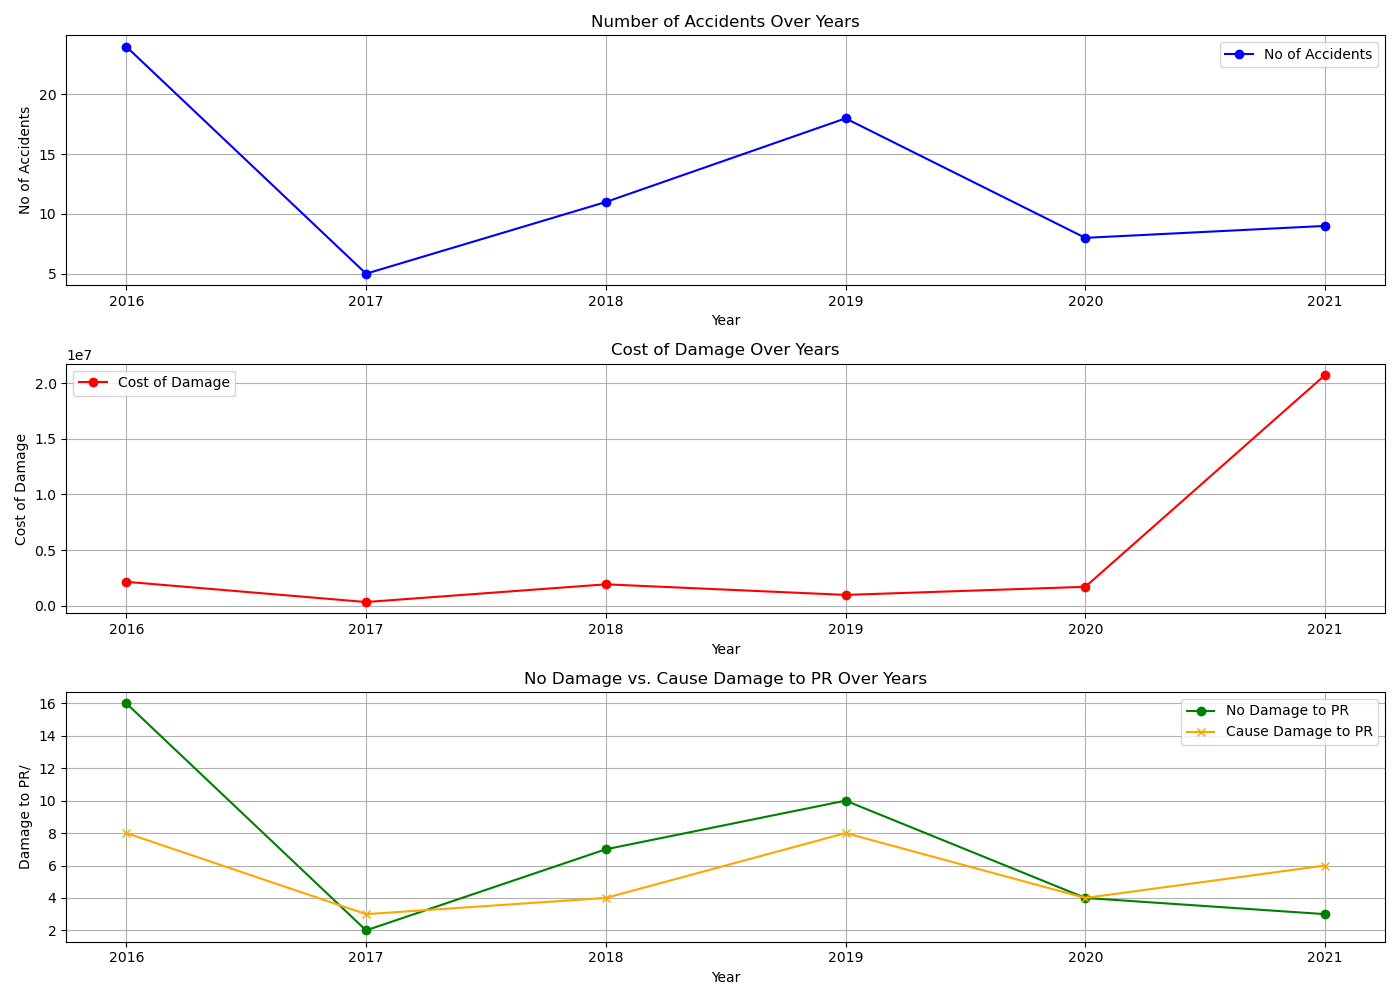 Number of Accidents Over Years
No of Accidents
No of Accidents
20
15
10
5
2016 2017 2018 2019 2020 2021
Year
Cost of Damage Over Years
1e7
Cost of Damage
Cost of Damage
2.0
1.5
1.0
0.5
0.0
2016 2017 2018 2019 2020 2021
Year
No Damage vs. Cause Damage to PR Over Years
No Damage to PR
Cause Damage to PR
Damage to PR/
16
14
12
10
8
6
4
2
2016 2017 2018 2019 2020 2021
Year